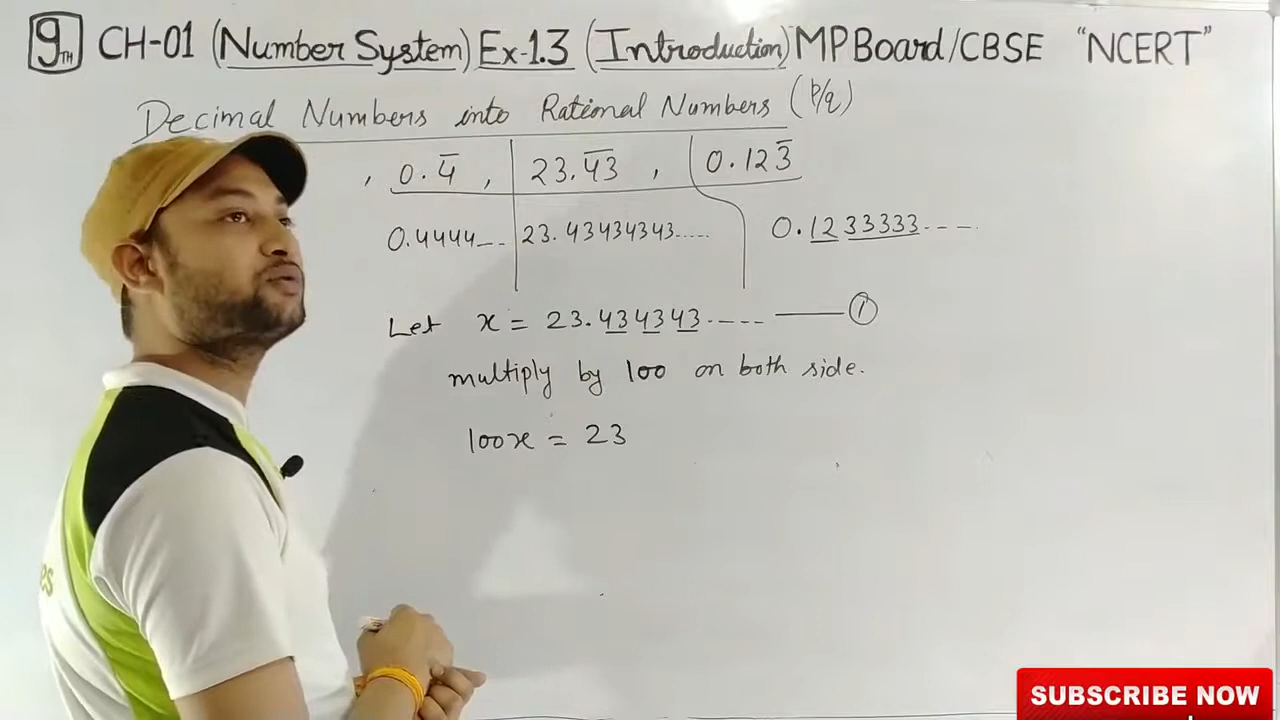 9TH CH-01 (Number System) Ex-1.3 (Introduction) MP Board/CBSE "NCERT"
Decimal Numbers into Rational Numbers (p/q)
, 0.4̅ , 23.4̅3̅ , 0.123̅
0.4444--.. 23.43434343..... 0.1233333----
Let x = 23.434343.---- —— ①
multiply by 100 on both side.
100x = 23
es
SUBSCRIBE NOW